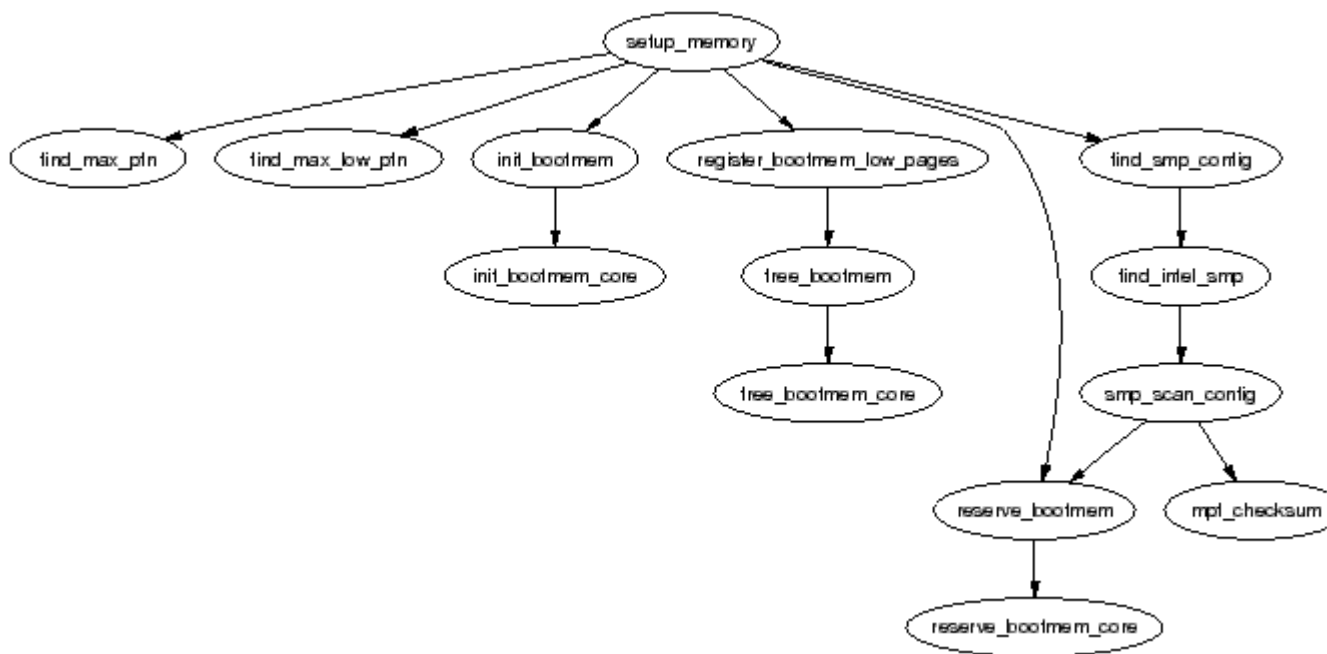 setup_memory
find_max_pfn
find_max_low_pfn
init_bootmem
register_bootmem_low_pages
find_smp_config
init_bootmem_core
free_bootmem
find_intel_smp
free_bootmem_core
smp_scan_config
reserve_bootmem
mpf_checksum
reserve_bootmem_core